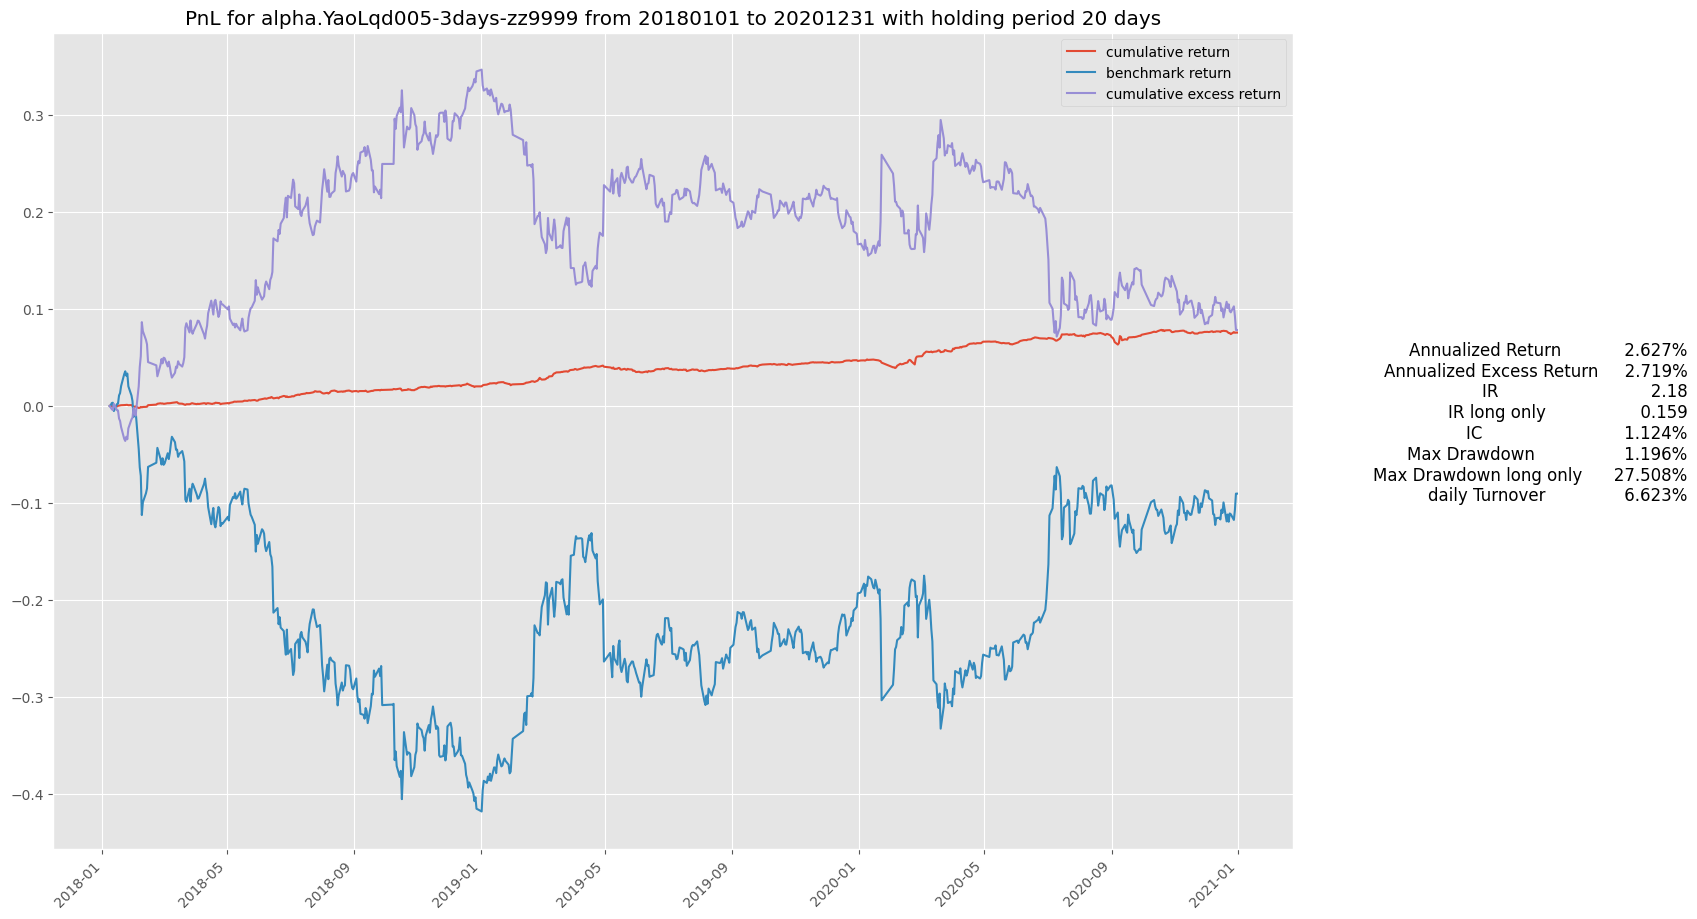 PnL for alpha.YaoLqd005-3days-zz9999 from 20180101 to 20201231 with holding period 20 days
cumulative return
benchmark return
cumulative excess return
0.3
0.2
0.1
0.0
−0.1
−0.2
−0.3
−0.4
2018-01
2018-05
2018-09
2019-01
2019-05
2019-09
2020-01
2020-05
2020-09
2021-01
Annualized Return 2.627%
Annualized Excess Return 2.719%
IR 2.18
IR long only 0.159
IC 1.124%
Max Drawdown 1.196%
Max Drawdown long only 27.508%
daily Turnover 6.623%